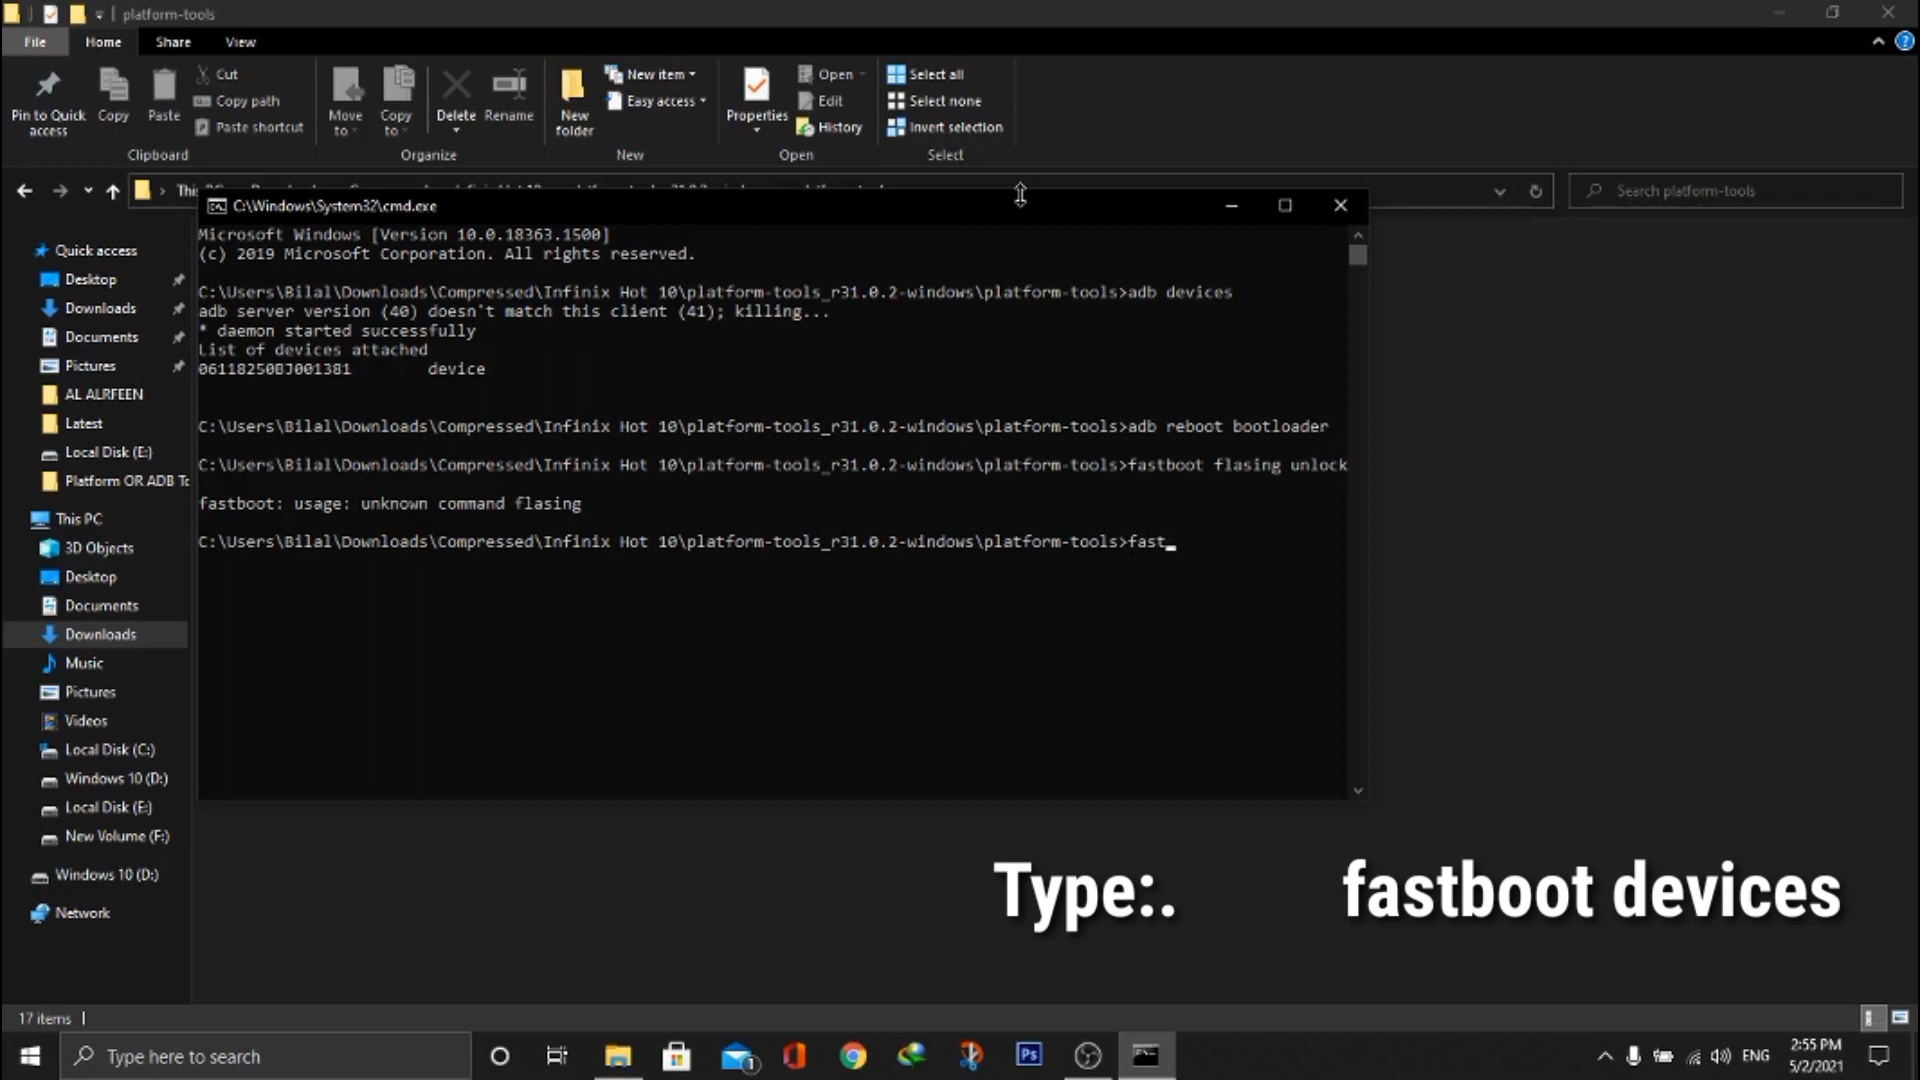 platform-tools
File Home Share View
Pin to Quick access
Copy
Paste
Cut
Copy path
Paste shortcut
Clipboard
Move to
Copy to
Delete
Rename
Organize
New folder
New item
Easy access
New
Properties
Open
Edit
History
Open
Select all
Select none
Invert selection
Select
This
Search platform-tools
Quick access
Desktop
Downloads
Documents
Pictures
AL ALRFEEN
Latest
Local Disk (E:)
Platform OR ADB To
This PC
3D Objects
Desktop
Documents
Downloads
Music
Pictures
Videos
Local Disk (C:)
Windows 10 (D:)
Local Disk (E:)
New Volume (F:)
Windows 10 (D:)
Network
C:\Windows\System32\cmd.exe
Microsoft Windows [Version 10.0.18363.1500]
(c) 2019 Microsoft Corporation. All rights reserved.
C:\Users\Bilal\Downloads\Compressed\Infinix Hot 10\platform-tools_r31.0.2-windows\platform-tools>adb devices
adb server version (40) doesn't match this client (41); killing...
* daemon started successfully
List of devices attached
06118250BJ001381 device
C:\Users\Bilal\Downloads\Compressed\Infinix Hot 10\platform-tools_r31.0.2-windows\platform-tools>adb reboot bootloader
C:\Users\Bilal\Downloads\Compressed\Infinix Hot 10\platform-tools_r31.0.2-windows\platform-tools>fastboot flasing unlock
fastboot: usage: unknown command flasing
C:\Users\Bilal\Downloads\Compressed\Infinix Hot 10\platform-tools_r31.0.2-windows\platform-tools>fast_
Type:. fastboot devices
17 items
Type here to search
1
Ps
ENG
2:55 PM
5/2/2021